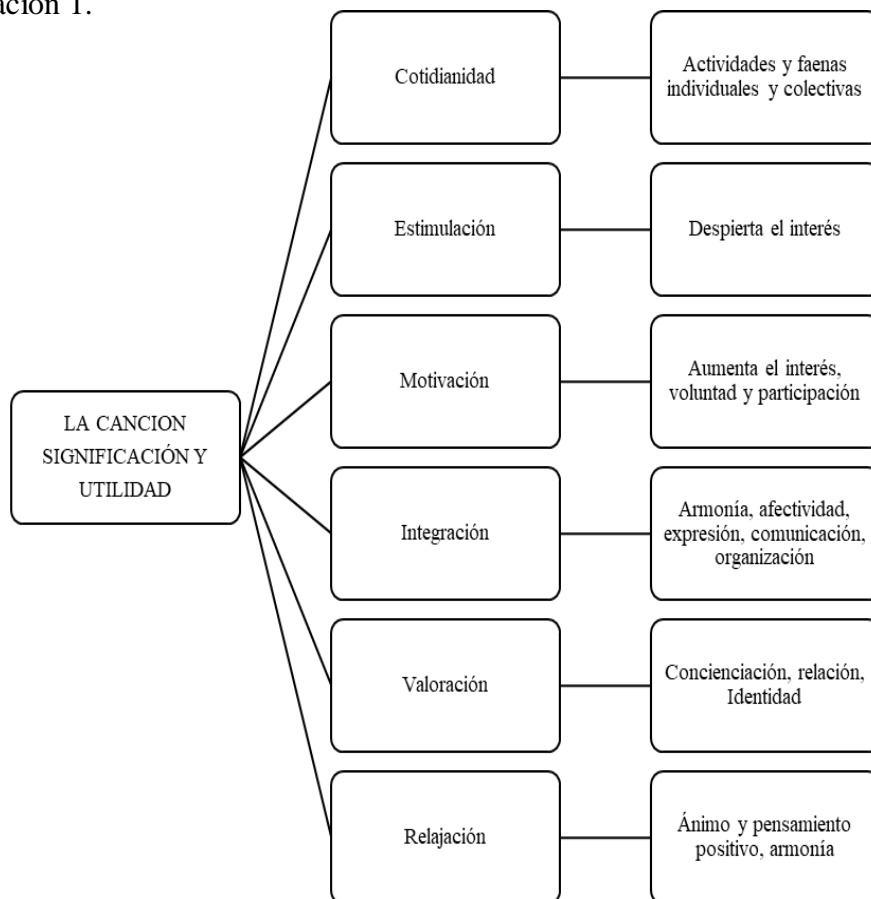 ación 1.
Cotidianidad
Actividades y faenas
individuales y colectivas
Estimulación
Despierta el interés
Motivación
Aumenta el interés,
voluntad y participación
LA CANCION
SIGNIFICACIÓN Y
UTILIDAD
Integración
Armonía, afectividad,
expresión, comunicación,
organización
Valoración
Concienciación, relación,
Identidad
Relajación
Ánimo y pensamiento
positivo, armonía